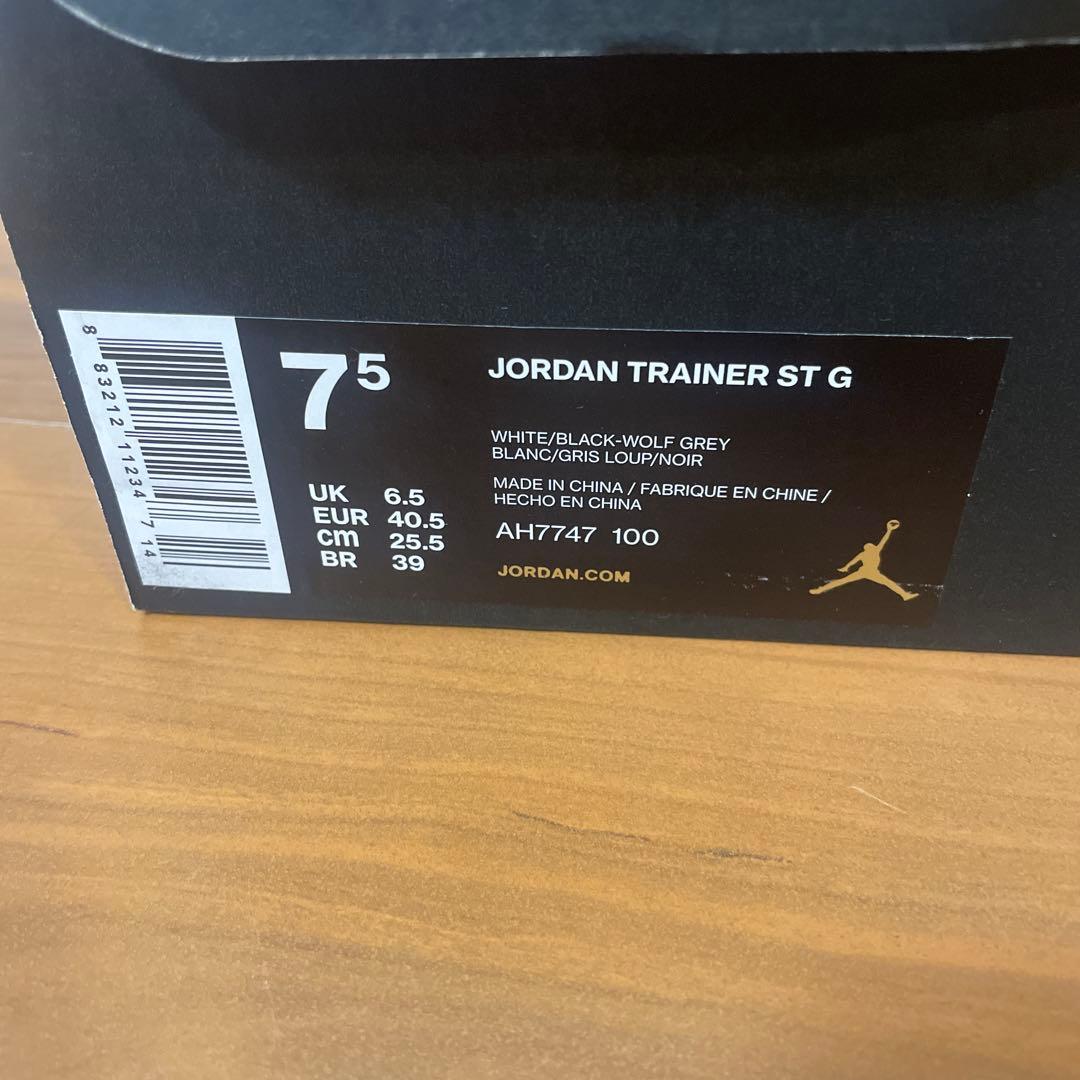 8 83212 11234 7 14
7 5
UK 6.5
EUR 40.5
cm 25.5
BR 39
JORDAN TRAINER ST G
WHITE/BLACK-WOLF GREY
BLANC/GRIS LOUP/NOIR
MADE IN CHINA / FABRIQUE EN CHINE /
HECHO EN CHINA
AH7747 100
JORDAN.COM